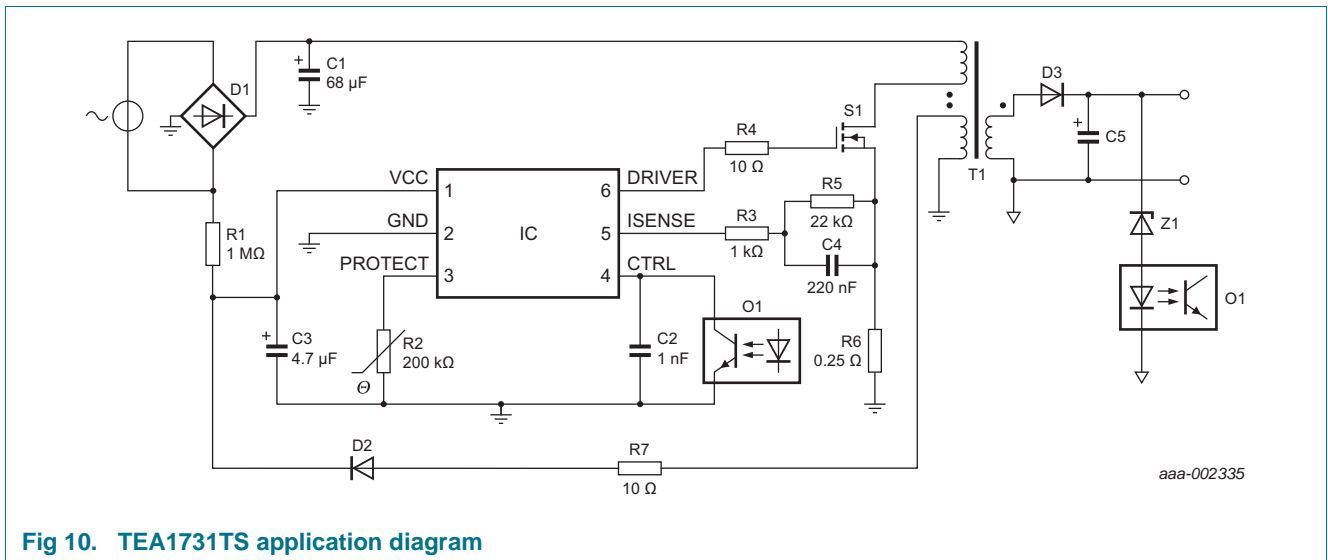 C1
68 μF
D1
D3
S1
R4
10 Ω
C5
T1
VCC
1
6
DRIVER
R5
22 kΩ
GND
2
IC
5
ISENSE
R3
1 kΩ
Z1
R1
1 MΩ
PROTECT
3
4
CTRL
C4
220 nF
O1
O1
C3
4.7 μF
R2
200 kΩ
Θ
C2
1 nF
R6
0.25 Ω
D2
R7
10 Ω
aaa-002335
Fig 10. TEA1731TS application diagram